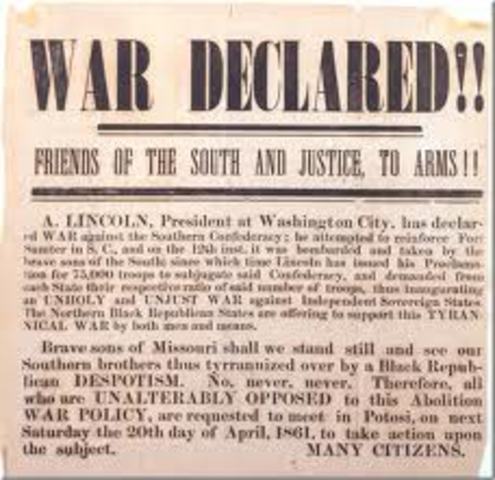 WAR DECLARED!!
FRIENDS OF THE SOUTH AND JUSTICE, TO ARMS!!
A. LINCOLN, President at Washington City, has declar-
ed WAR against the Southern Confederacy; he attempted to reinforce Fort
Sumter in S. C., and on the 12th inst. it was bombarded and taken by the
brave sons of the South; since which time Lincoln has issued his Proclama-
tion for 75,000 troops to subjugate said Confederacy, and demanded from
each State their respective ratio of said number of troops, thus inaugurating
an UNHOLY and UNJUST WAR against Independent Sovereign States.
The Northern Black Republican States are offering to support this TYRAN-
NICAL WAR by both men and means.
Brave sons of Missouri shall we stand still and see our
Southern brothers thus tyrannized over by a Black Repub-
lican DESPOTISM. No, never, never. Therefore, all
who are UNALTERABLY OPPOSED to this Abolition
WAR POLICY, are requested to meet in Potosi, on next
Saturday the 20th day of April, 1861, to take action upon
the subject. MANY CITIZENS.